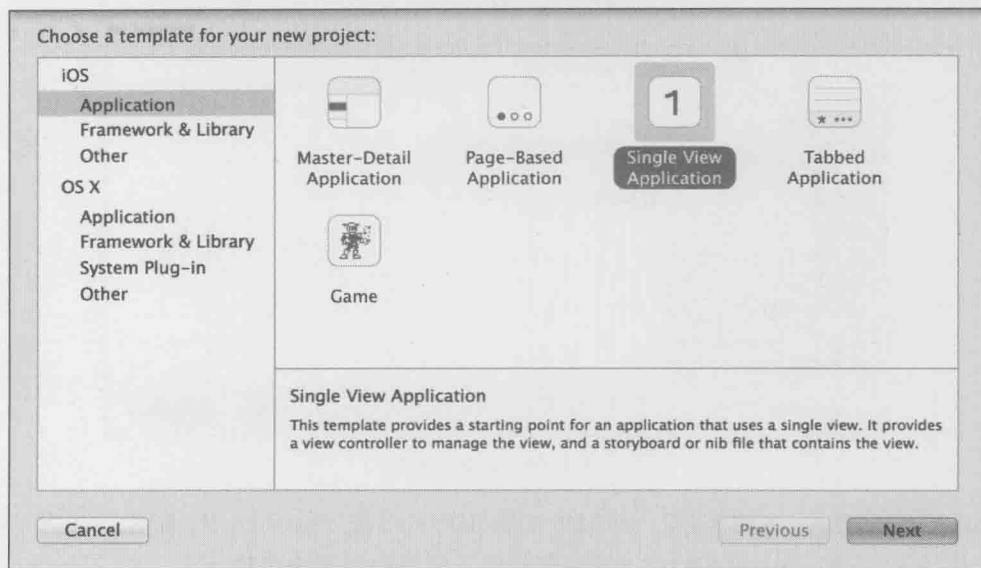 Choose a template for your new project:
iOS
Application
Framework & Library
Other
OS X
Application
Framework & Library
System Plug-in
Other
Master-Detail
Application
Page-Based
Application
1
Single View
Application
Tabbed
Application
Game
Single View Application
This template provides a starting point for an application that uses a single view. It provides
a view controller to manage the view, and a storyboard or nib file that contains the view.
Cancel
Previous
Next